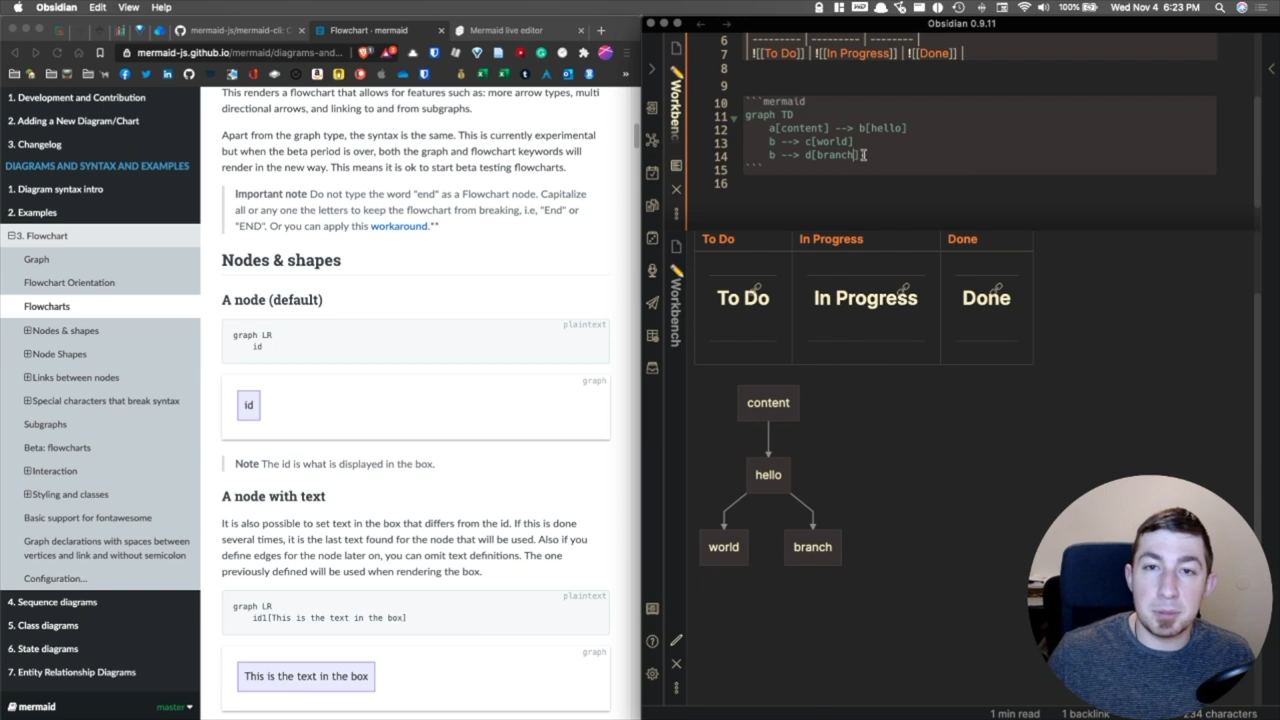 Obsidian Edit View Help
100% Wed Nov 4 6:23 PM
mermaid-js/mermaid-cli: C
Flowchart · mermaid
Mermaid live editor
mermaid-js.github.io/mermaid/diagrams-and...
1. Development and Contribution
2. Adding a New Diagram/Chart
3. Changelog
DIAGRAMS AND SYNTAX AND EXAMPLES
1. Diagram syntax intro
2. Examples
3. Flowchart
Graph
Flowchart Orientation
Flowcharts
Nodes & shapes
Node Shapes
Links between nodes
Special characters that break syntax
Subgraphs
Beta: flowcharts
Interaction
Styling and classes
Basic support for fontawesome
Graph declarations with spaces between
vertices and link and without semicolon
Configuration...
4. Sequence diagrams
5. Class diagrams
6. State diagrams
7. Entity Relationship Diagrams
mermaid master
This renders a flowchart that allows for features such as: more arrow types, multi
directional arrows, and linking to and from subgraphs.
Apart from the graph type, the syntax is the same. This is currently experimental
but when the beta period is over, both the graph and flowchart keywords will
render in the new way. This means it is ok to start beta testing flowcharts.
Important note Do not type the word "end" as a Flowchart node. Capitalize
all or any one the letters to keep the flowchart from breaking, i.e, "End" or
"END". Or you can apply this workaround.**
Nodes & shapes
A node (default)
plaintext
graph LR
id
graph
id
Note The id is what is displayed in the box.
A node with text
It is also possible to set text in the box that differs from the id. If this is done
several times, it is the last text found for the node that will be used. Also if you
define edges for the node later on, you can omit text definitions. The one
previously defined will be used when rendering the box.
plaintext
graph LR
id1[This is the text in the box]
graph
This is the text in the box
Obsidian 0.9.11
Workbenc
6 | --------- | --------- | -------- |
7 | ![[To Do]] | ![[In Progress]] | ![[Done]] |
8
9
10 ```mermaid
11 graph TD
12 a[content] --> b[hello]
13 b --> c[world]
14 b --> d[branch]
15 ```
16
Workbench
To Do In Progress Done
To Do In Progress Done
content
hello
world branch
1 min read 1 backlink 234 characters